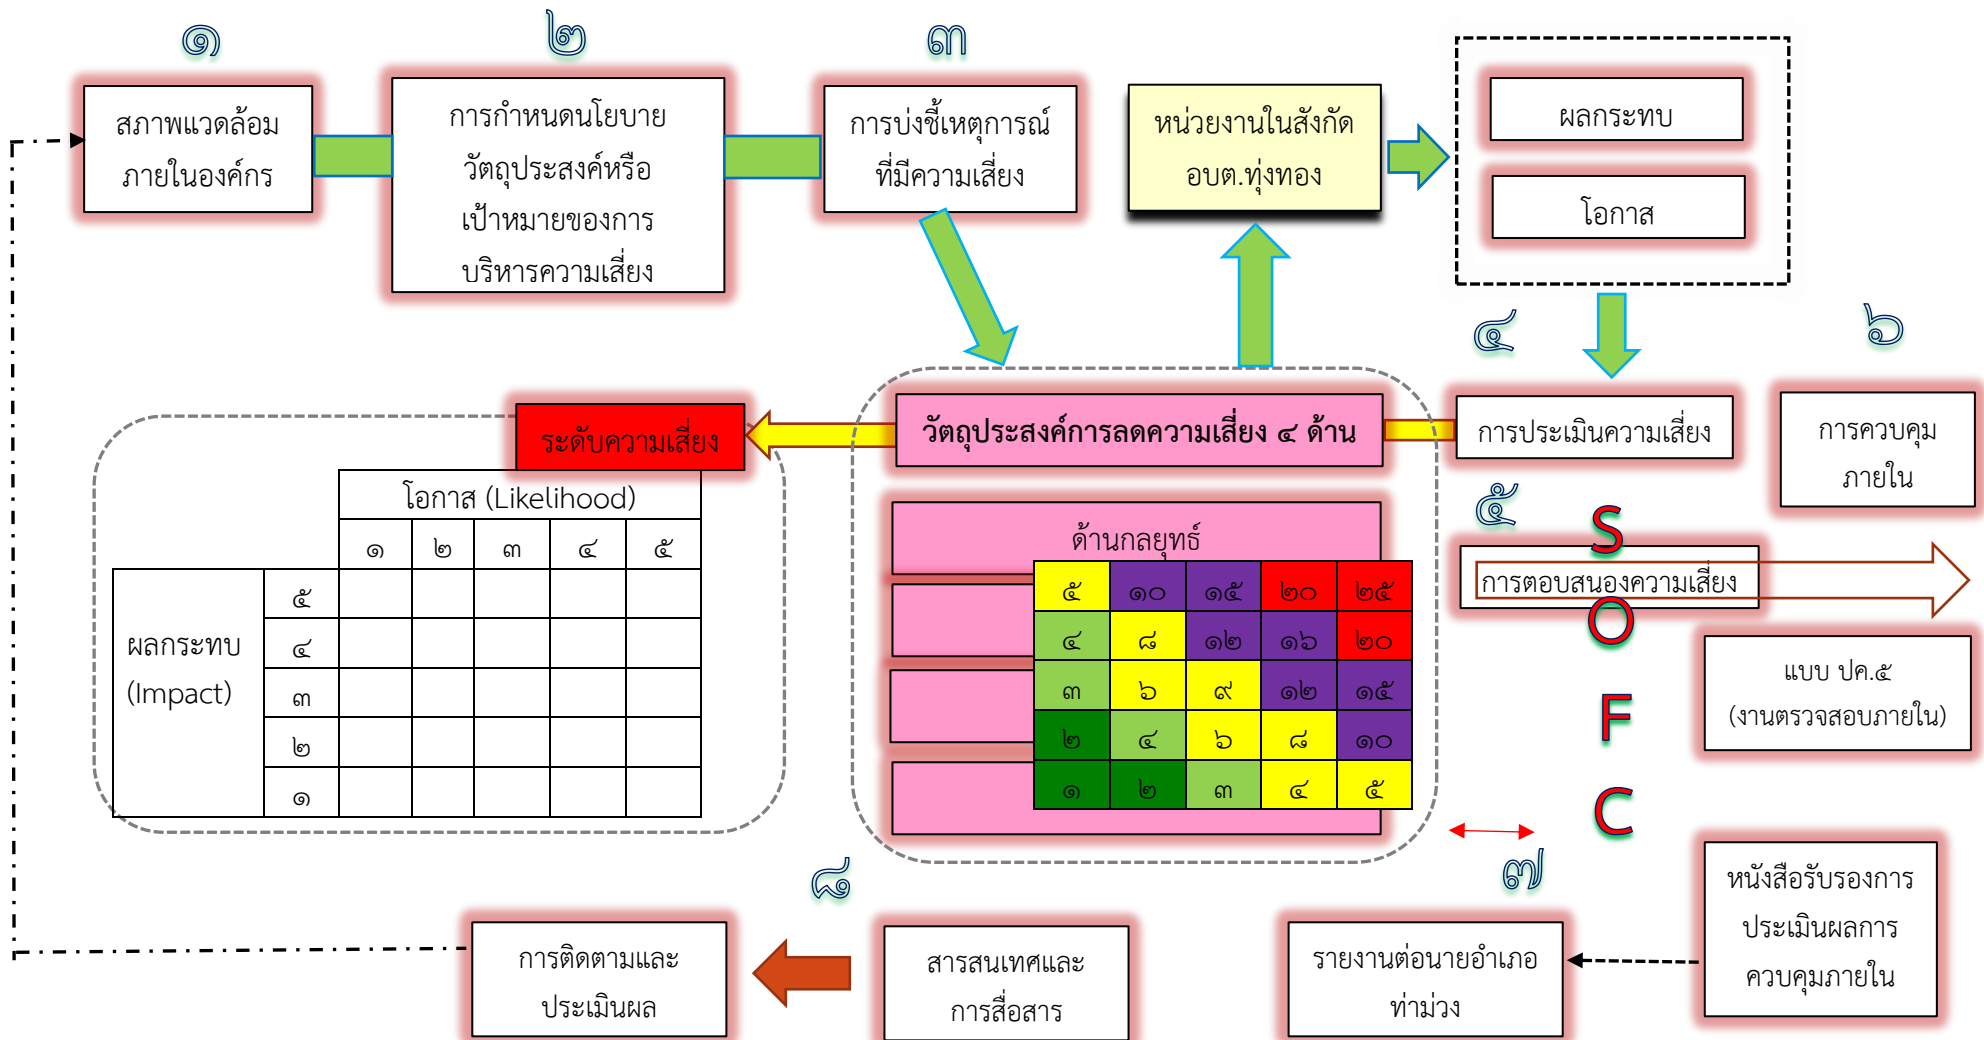 ๑
๒
๓
สภาพแวดล้อม
ภายในองค์กร
การกำหนดนโยบาย
วัตถุประสงค์หรือ
เป้าหมายของการ
บริหารความเสี่ยง
การบ่งชี้เหตุการณ์
ที่มีความเสี่ยง
หน่วยงานในสังกัด
อบต.ทุ่งทอง
ผลกระทบ
โอกาส
๔
๖
ระดับความเสี่ยง
วัตถุประสงค์การลดความเสี่ยง ๔ ด้าน
การประเมินความเสี่ยง
การควบคุม
ภายใน
โอกาส (Likelihood)
๑ ๒ ๓ ๔ ๕
ผลกระทบ
(Impact)
๕
๔
๓
๒
๑
ด้านกลยุทธ์
๕ ๑๐ ๑๕ ๒๐ ๒๕
๔ ๘ ๑๒ ๑๖ ๒๐
๓ ๖ ๙ ๑๒ ๑๕
๒ ๔ ๖ ๘ ๑๐
๑ ๒ ๓ ๔ ๕
๕
การตอบสนองความเสี่ยง
S
O
F
C
แบบ ปค.๕
(งานตรวจสอบภายใน)
๗
๘
หนังสือรับรองการ
ประเมินผลการ
ควบคุมภายใน
รายงานต่อนายอำเภอ
ท่าม่วง
สารสนเทศและ
การสื่อสาร
การติดตามและ
ประเมินผล